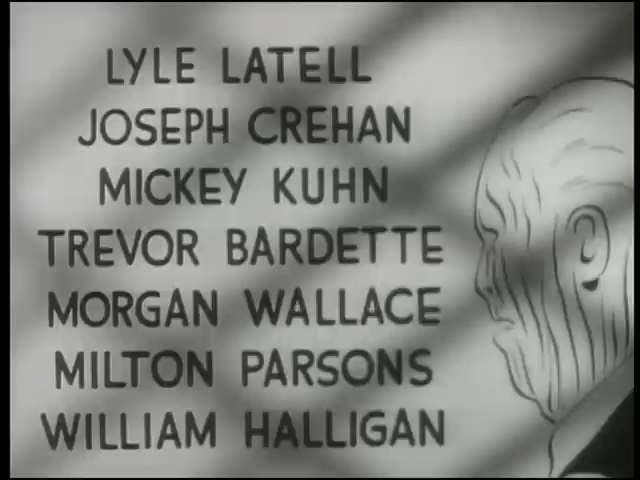 LYLE LATELL
JOSEPH CREHAN
MICKEY KUHN
TREVOR BARDETTE
MORGAN WALLACE
MILTON PARSONS
WILLIAM HALLIGAN